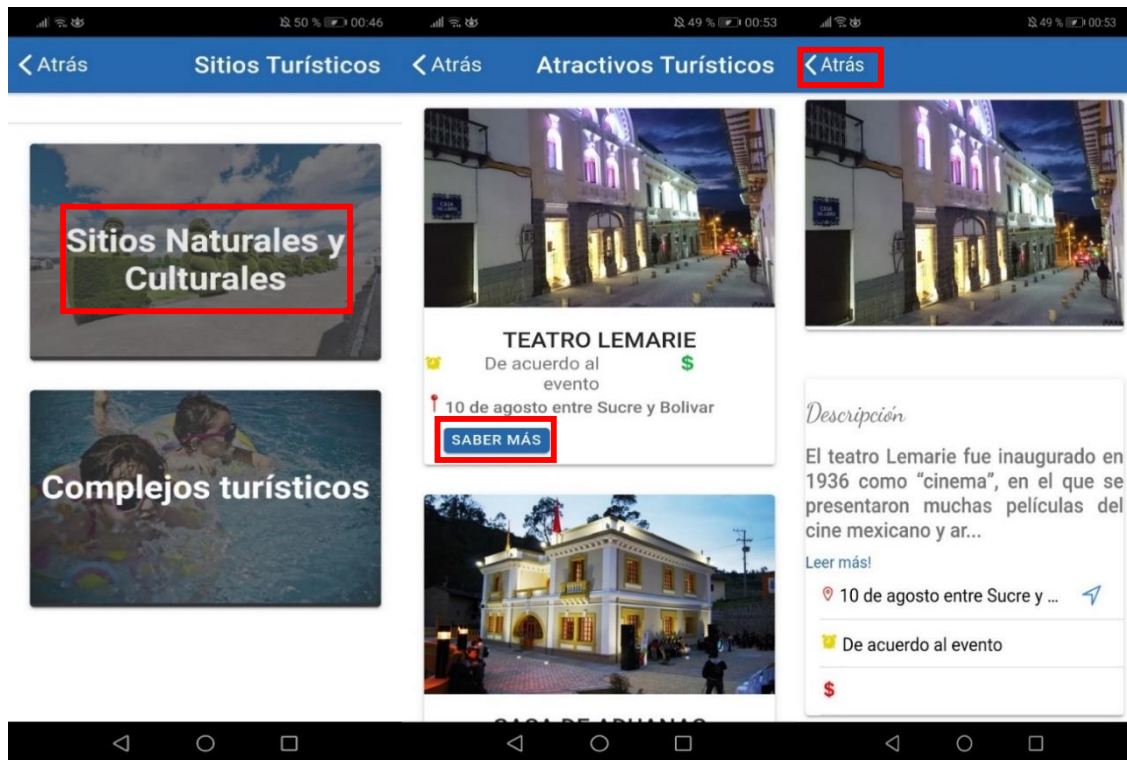 50 % 00:46
Atrás
Sitios Turísticos
Sitios Naturales y
Culturales
Complejos turísticos
49 % 00:53
Atrás
Atractivos Turísticos
TEATRO LEMARIE
De acuerdo al
evento
$
10 de agosto entre Sucre y Bolivar
SABER MÁS
CASA DE ADUANAS
49 % 00:53
Atrás
Descripción
El teatro Lemarie fue inaugurado en
1936 como “cinema”, en el que se
presentaron muchas películas del
cine mexicano y ar...
Leer más!
10 de agosto entre Sucre y ...
De acuerdo al evento
$